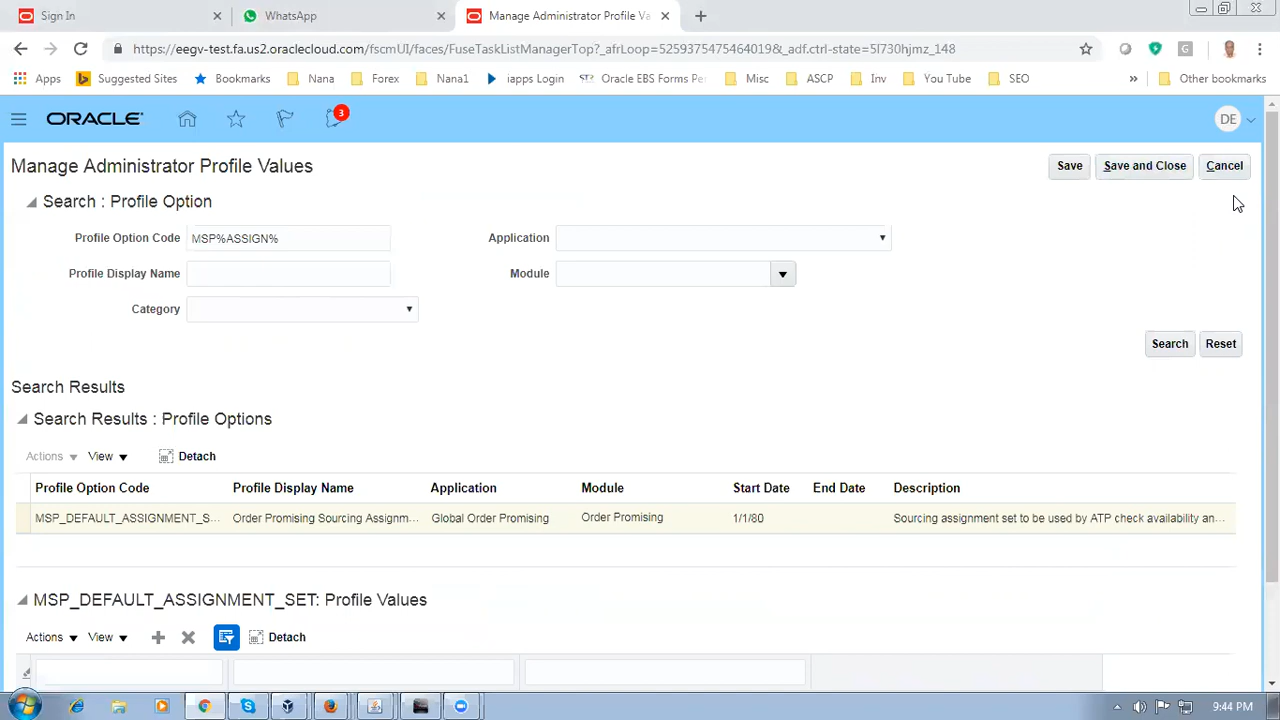 Sign In
WhatsApp
Manage Administrator Profile Va
https://eegv-test.fa.us2.oraclecloud.com/fscmUI/faces/FuseTaskListManagerTop?_afrLoop=5259375475464019&_adf.ctrl-state=5l730hjmz_148
Apps Suggested Sites Bookmarks Nana Forex Nana1 iapps Login Oracle EBS Forms Pe Misc ASCP Inv You Tube SEO » Other bookmarks
ORACLE 3 DE
Manage Administrator Profile Values Save Save and Close Cancel
Search : Profile Option
Profile Option Code MSP%ASSIGN% Application
Profile Display Name Module
Category
Search Reset
Search Results
Search Results : Profile Options
Actions View Detach
Profile Option Code Profile Display Name Application Module Start Date End Date Description
MSP_DEFAULT_ASSIGNMENT_S... Order Promising Sourcing Assignm... Global Order Promising Order Promising 1/1/80 Sourcing assignment set to be used by ATP check availability an...
MSP_DEFAULT_ASSIGNMENT_SET: Profile Values
Actions View Detach
9:44 PM